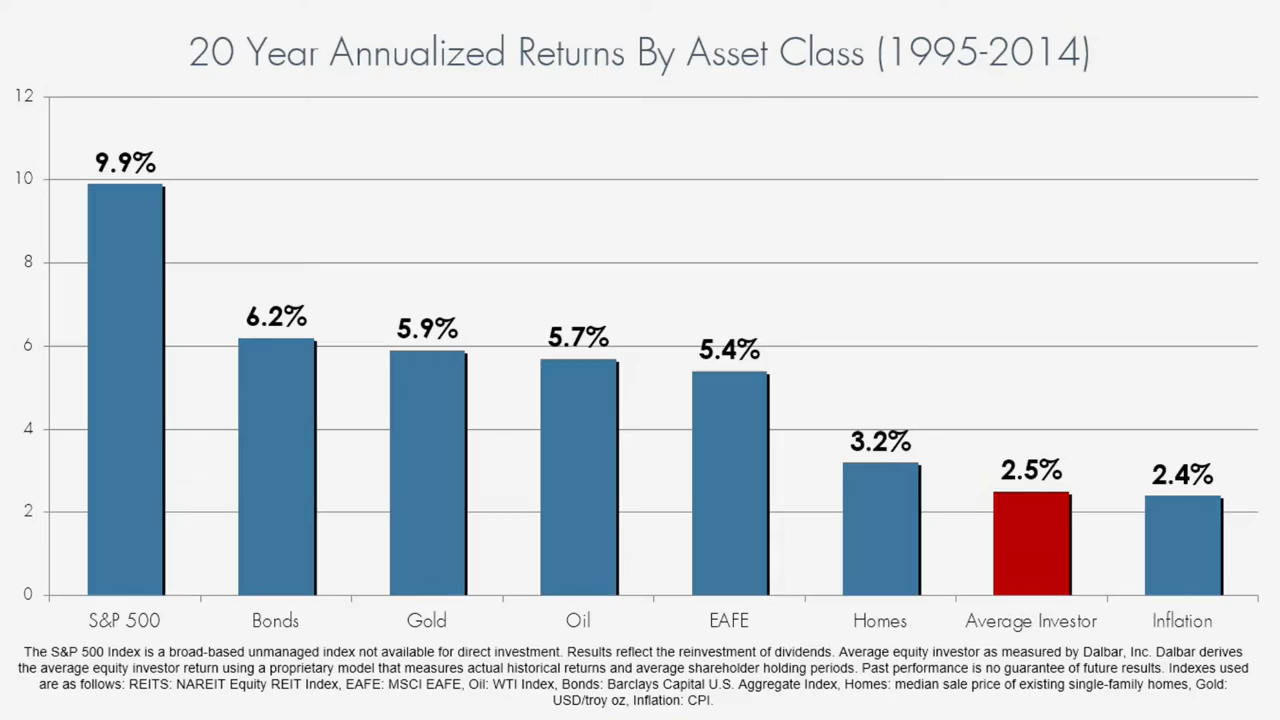 20 Year Annualized Returns By Asset Class (1995-2014)
12
10
8
6
4
2
0
9.9%
6.2%
5.9%
5.7%
5.4%
3.2%
2.5%
2.4%
S&P 500
Bonds
Gold
Oil
EAFE
Homes
Average Investor
Inflation
The S&P 500 Index is a broad-based unmanaged index not available for direct investment. Results reflect the reinvestment of dividends. Average equity investor as measured by Dalbar, Inc. Dalbar derives
the average equity investor return using a proprietary model that measures actual historical returns and average shareholder holding periods. Past performance is no guarantee of future results. Indexes used
are as follows: REITS: NAREIT Equity REIT Index, EAFE: MSCI EAFE, Oil: WTI Index, Bonds: Barclays Capital U.S. Aggregate Index, Homes: median sale price of existing single-family homes, Gold:
USD/troy oz, Inflation: CPI.